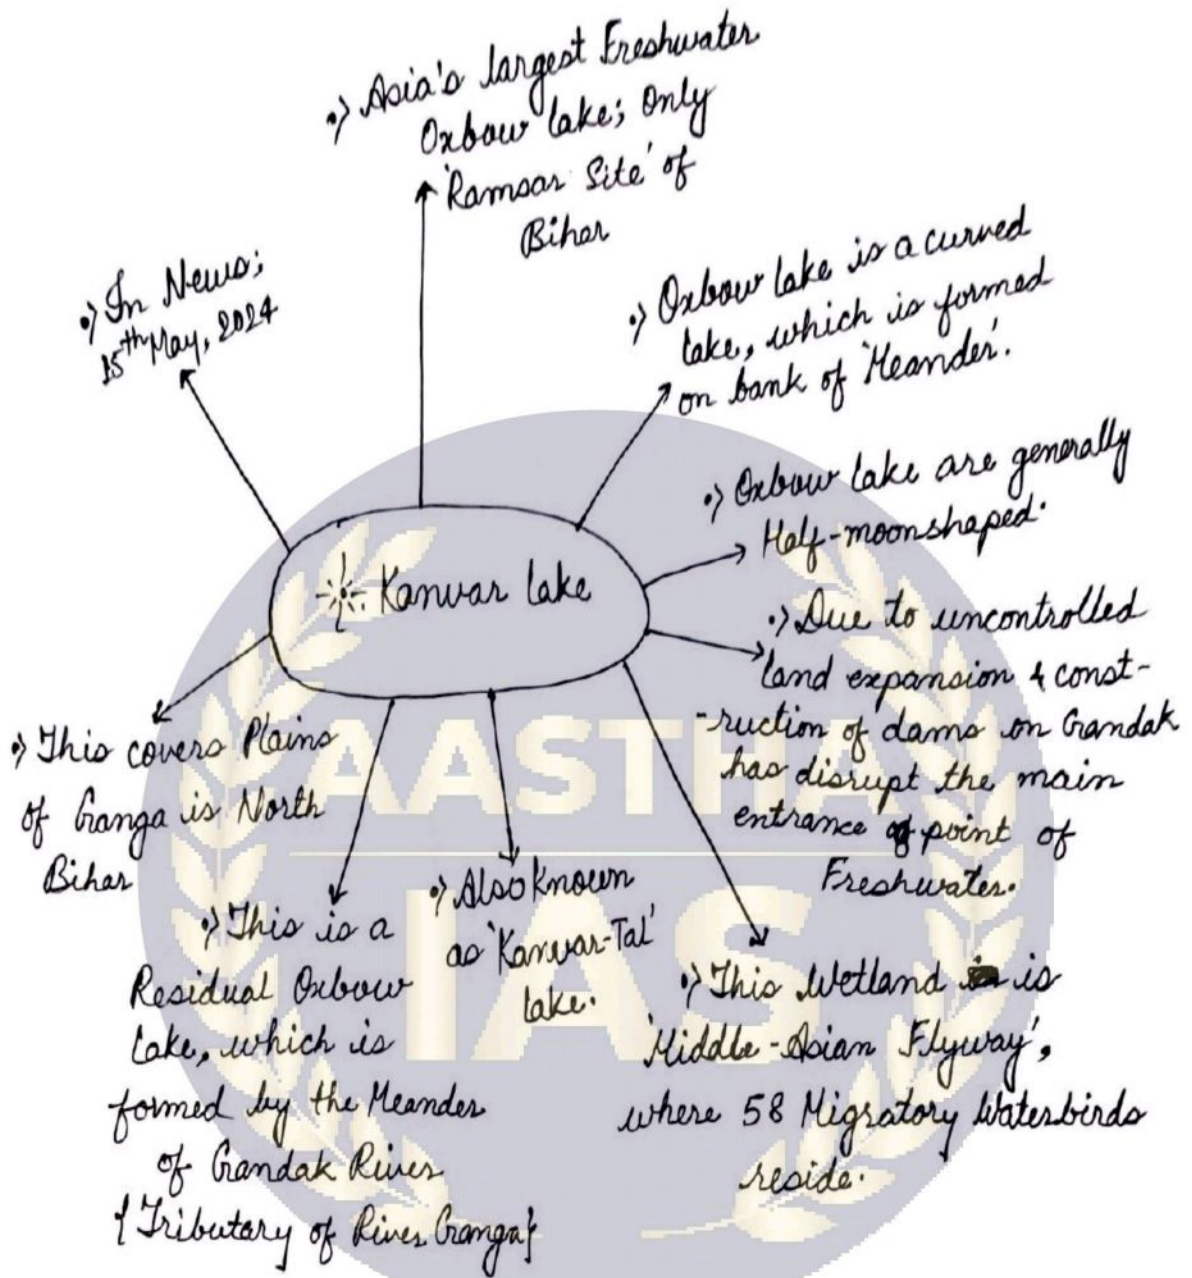 •) Asia's largest Freshwater
Oxbow lake; Only
'Ramsar Site' of
Bihar
•) In News;
15th May, 2024
•) Oxbow lake is a curved
lake, which is formed
on bank of 'Meander'.
•) Oxbow lake are generally
Half-moonshaped.
Kanwar lake
•) Due to uncontrolled
land expansion & const-
-ruction of dams on Gandak
has disrupt the main
entrance of point of
Freshwater.
•) This covers Plains
of Ganga is North
Bihar
•) This is a
Residual Oxbow
Lake, which is
formed by the Meander
of Gandak River
{Tributary of River Ganga}
•) Also Known
as 'Kanwar-Tal'
lake.
•) This Wetland is
'Middle-Asian Flyway',
where 58 Migratory Waterbirds
reside.
AASTHA
IAS